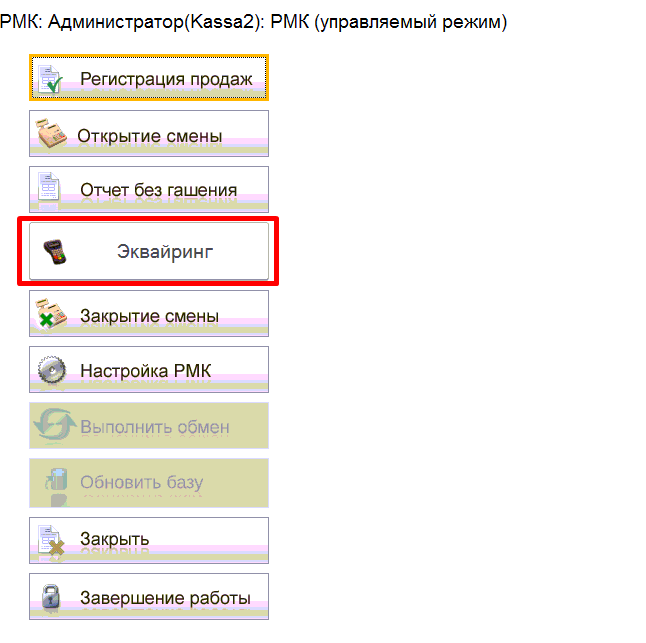 РМК: Администратор(Kassa2): РМК (управляемый режим)
Регистрация продаж
Открытие смены
Отчет без гашения
Эквайринг
Закрытие смены
Настройка РМК
Выполнить обмен
Обновить базу
Закрыть
Завершение работы